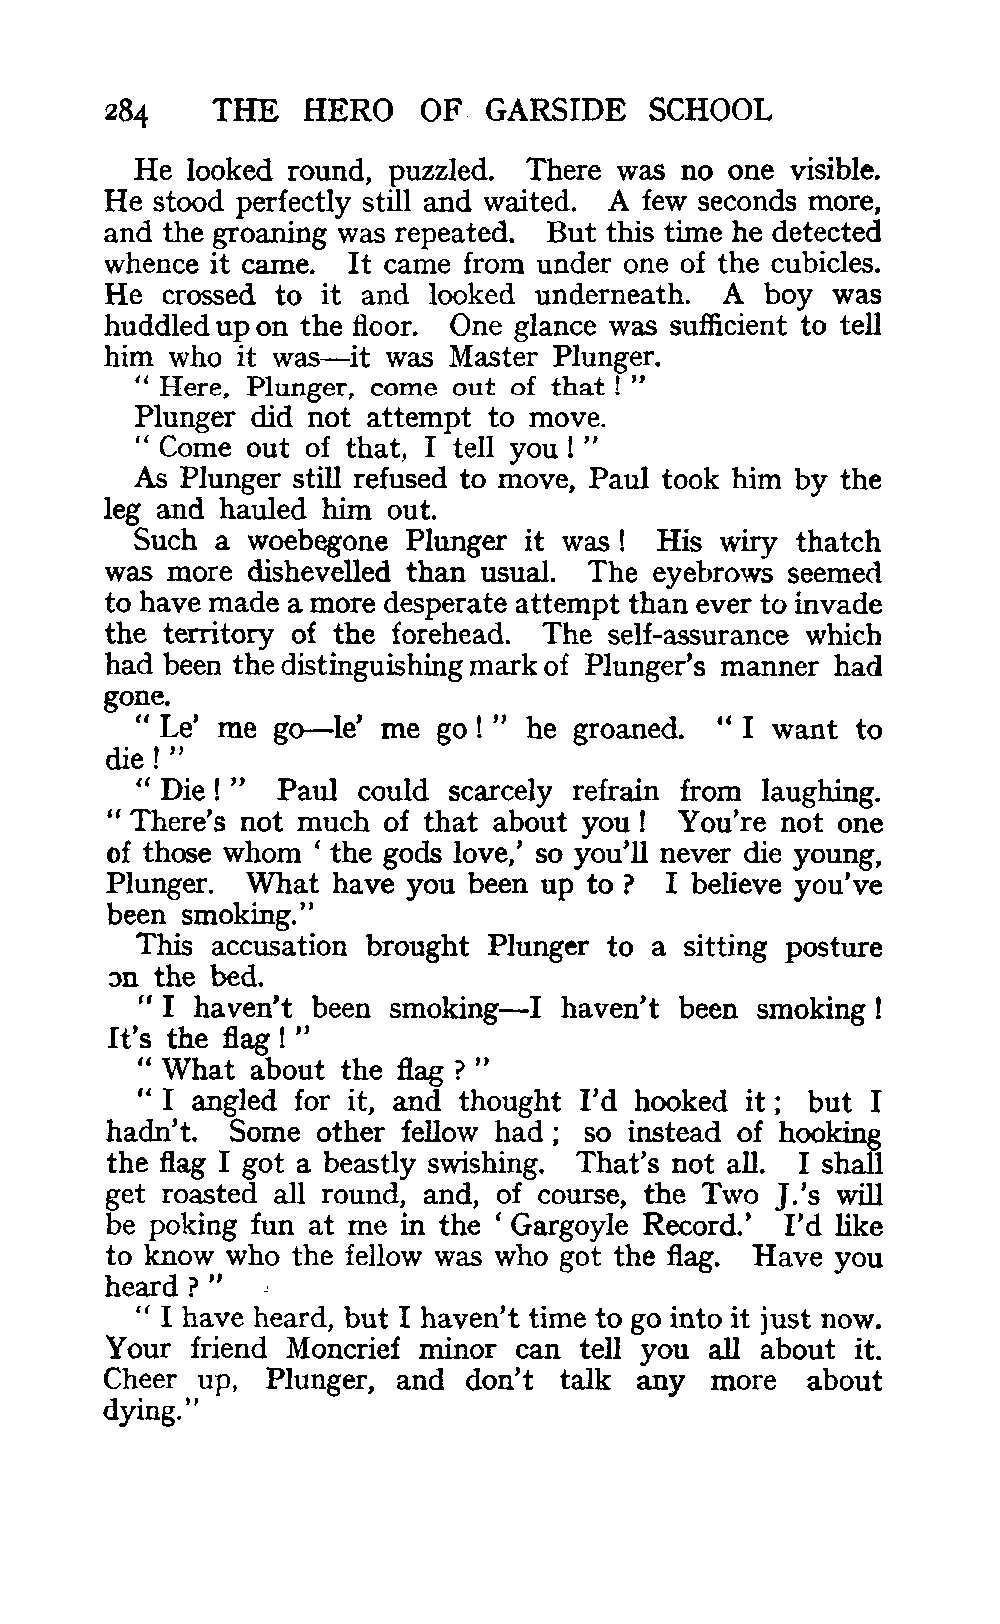 284 THE HERO OF GARSIDE SCHOOL
He looked round, puzzled. There was no one visible.
He stood perfectly still and waited. A few seconds more,
and the groaning was repeated. But this time he detected
whence it came. It came from under one of the cubicles.
He crossed to it and looked underneath. A boy was
huddled up on the floor. One glance was sufficient to tell
him who it was—it was Master Plunger.
" Here, Plunger, come out of that ! "
Plunger did not attempt to move.
" Come out of that, I tell you ! "
As Plunger still refused to move, Paul took him by the
leg and hauled him out.
Such a woebegone Plunger it was ! His wiry thatch
was more dishevelled than usual. The eyebrows seemed
to have made a more desperate attempt than ever to invade
the territory of the forehead. The self-assurance which
had been the distinguishing mark of Plunger's manner had
gone.
" Le' me go—le' me go ! " he groaned. " I want to
die ! "
" Die ! " Paul could scarcely refrain from laughing.
" There's not much of that about you ! You're not one
of those whom ' the gods love,' so you'll never die young,
Plunger. What have you been up to ? I believe you've
been smoking."
This accusation brought Plunger to a sitting posture
on the bed.
" I haven't been smoking—I haven't been smoking !
It's the flag ! "
" What about the flag ? "
" I angled for it, and thought I'd hooked it ; but I
hadn't. Some other fellow had ; so instead of hooking
the flag I got a beastly swishing. That's not all. I shall
get roasted all round, and, of course, the Two J.'s will
be poking fun at me in the ' Gargoyle Record.' I'd like
to know who the fellow was who got the flag. Have you
heard ? "
" I have heard, but I haven't time to go into it just now.
Your friend Moncrief minor can tell you all about it.
Cheer up, Plunger, and don't talk any more about
dying."